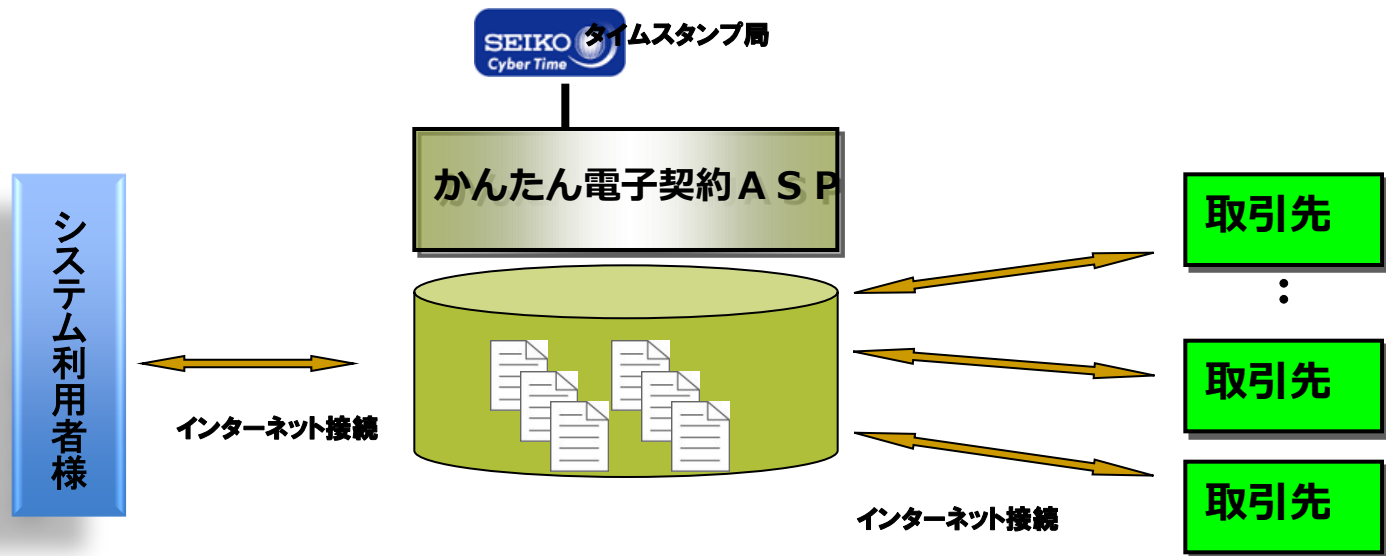 SEIKO
Cyber Time
タイムスタンプ局
かんたん電子契約ＡＳＰ
システム利用者様
インターネット接続
取引先
：
取引先
取引先
インターネット接続